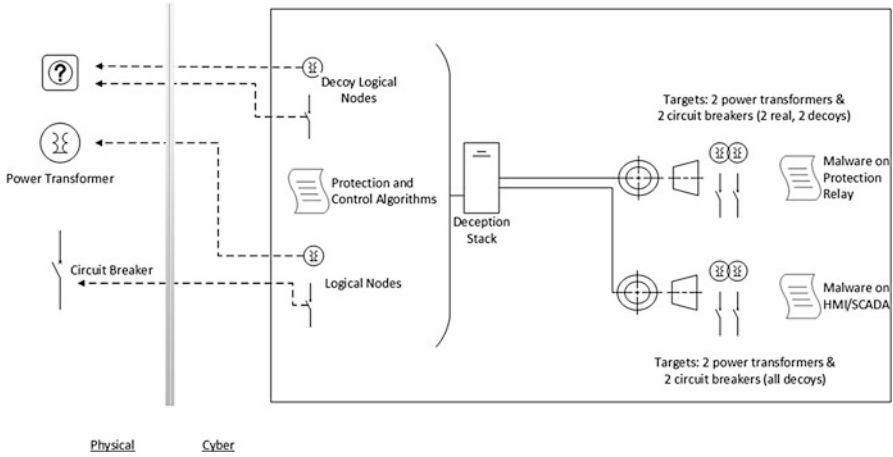 ?
Decoy Logical
Nodes
Power Transformer
Protection and
Control Algorithms
Circuit Breaker
Logical Nodes
Deception
Stack
Targets: 2 power transformers &
2 circuit breakers (2 real, 2 decoys)
Malware on
Protection
Relay
Malware on
HMI/SCADA
Targets: 2 power transformers &
2 circuit breakers (all decoys)
Physical
Cyber